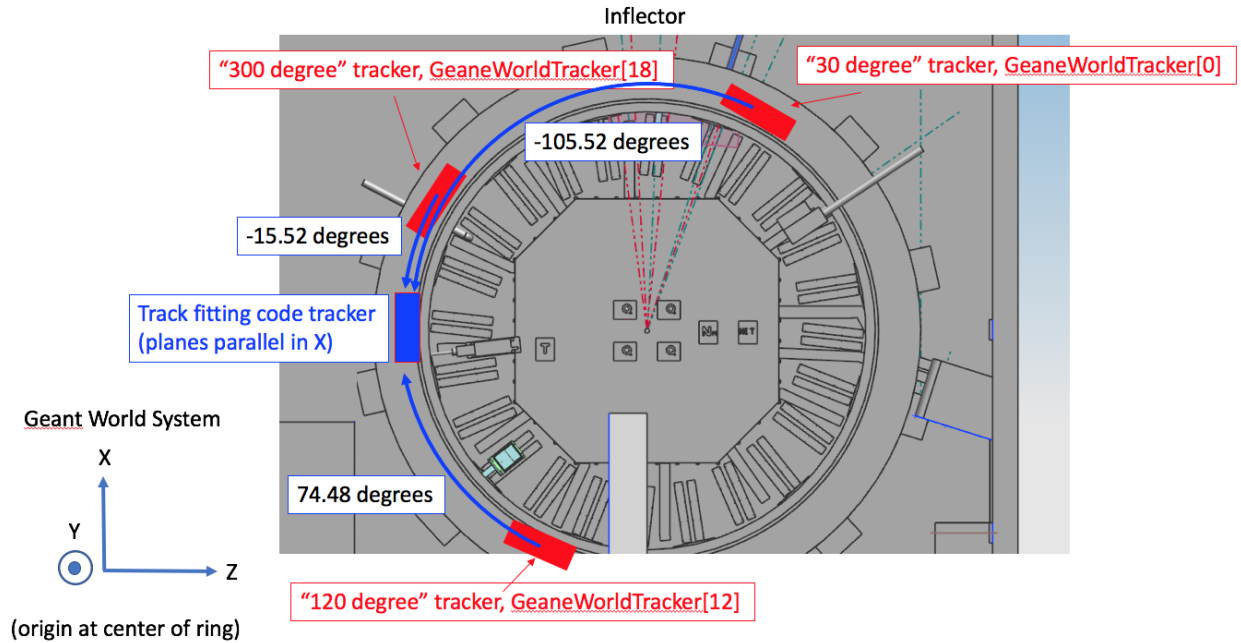 Inflector
“300 degree” tracker, GeaneWorldTracker[18]
“30 degree” tracker, GeaneWorldTracker[0]
-105.52 degrees
-15.52 degrees
Track fitting code tracker
(planes parallel in X)
Q
Q
Q
Q
T
NET
Geant World System
X
Y
Z
(origin at center of ring)
74.48 degrees
“120 degree” tracker, GeaneWorldTracker[12]